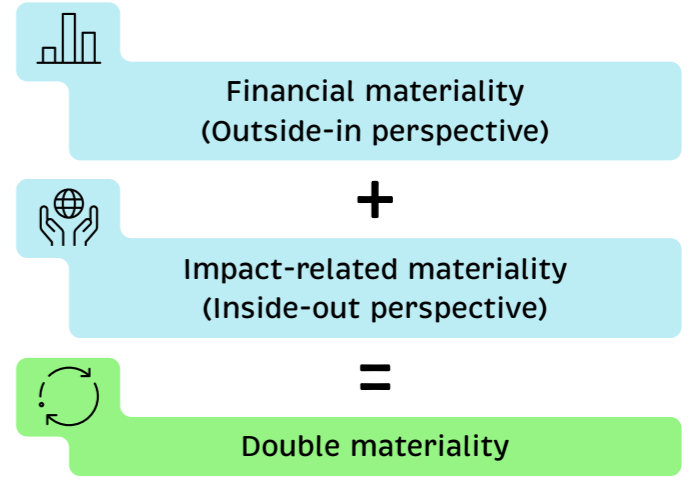 Financial materiality
(Outside-in perspective)
+
Impact-related materiality
(Inside-out perspective)
=
Double materiality